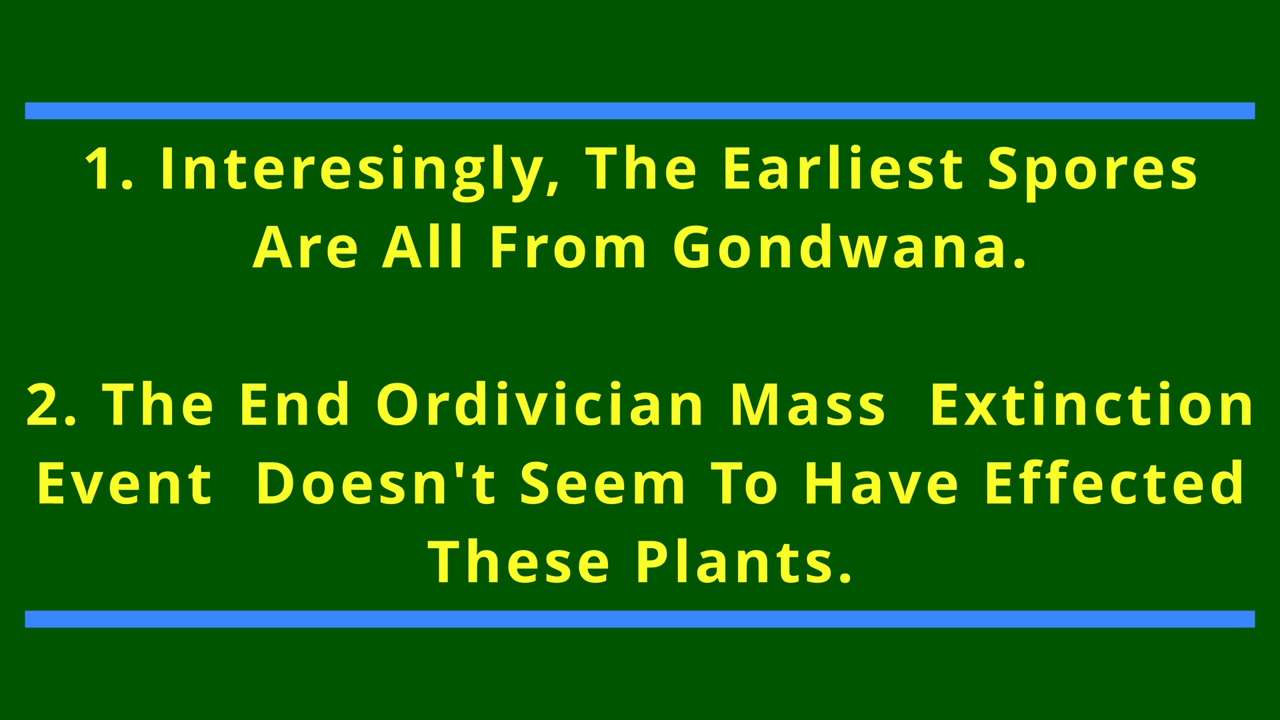 1. Interesingly, The Earliest Spores
Are All From Gondwana.
2. The End Ordivician Mass  Extinction
Event  Doesn't Seem To Have Effected
These Plants.